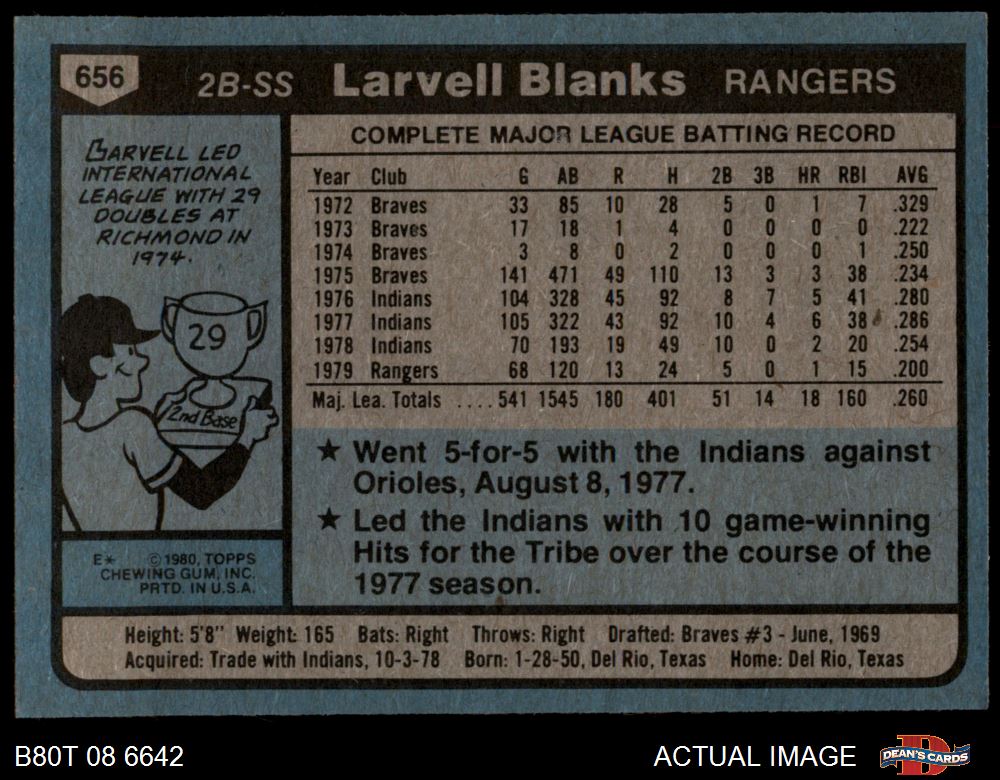 656 2B-SS Larvell Blanks RANGERS
LARVELL LED
INTERNATIONAL
LEAGUE WITH 29
DOUBLES AT
RICHMOND IN
1974.
29
2nd Base
E* © 1980, TOPPS
CHEWING GUM, INC.
PRTD. IN U.S.A.
COMPLETE MAJOR LEAGUE BATTING RECORD
Year Club G AB R H 2B 3B HR RBI AVG
1972 Braves 33 85 10 28 5 0 1 7 .329
1973 Braves 17 18 1 4 0 0 0 0 .222
1974 Braves 3 8 0 2 0 0 0 1 .250
1975 Braves 141 471 49 110 13 3 3 38 .234
1976 Indians 104 328 45 92 8 7 5 41 .280
1977 Indians 105 322 43 92 10 4 6 38 .286
1978 Indians 70 193 19 49 10 0 2 20 .254
1979 Rangers 68 120 13 24 5 0 1 15 .200
Maj. Lea. Totals ....541 1545 180 401 51 14 18 160 .260
★ Went 5-for-5 with the Indians against
Orioles, August 8, 1977.
★ Led the Indians with 10 game-winning
Hits for the Tribe over the course of the
1977 season.
Height: 5'8" Weight: 165 Bats: Right Throws: Right Drafted: Braves #3 - June, 1969
Acquired: Trade with Indians, 10-3-78 Born: 1-28-50, Del Rio, Texas Home: Del Rio, Texas
B80T 08 6642 ACTUAL IMAGE DEAN'S CARDS